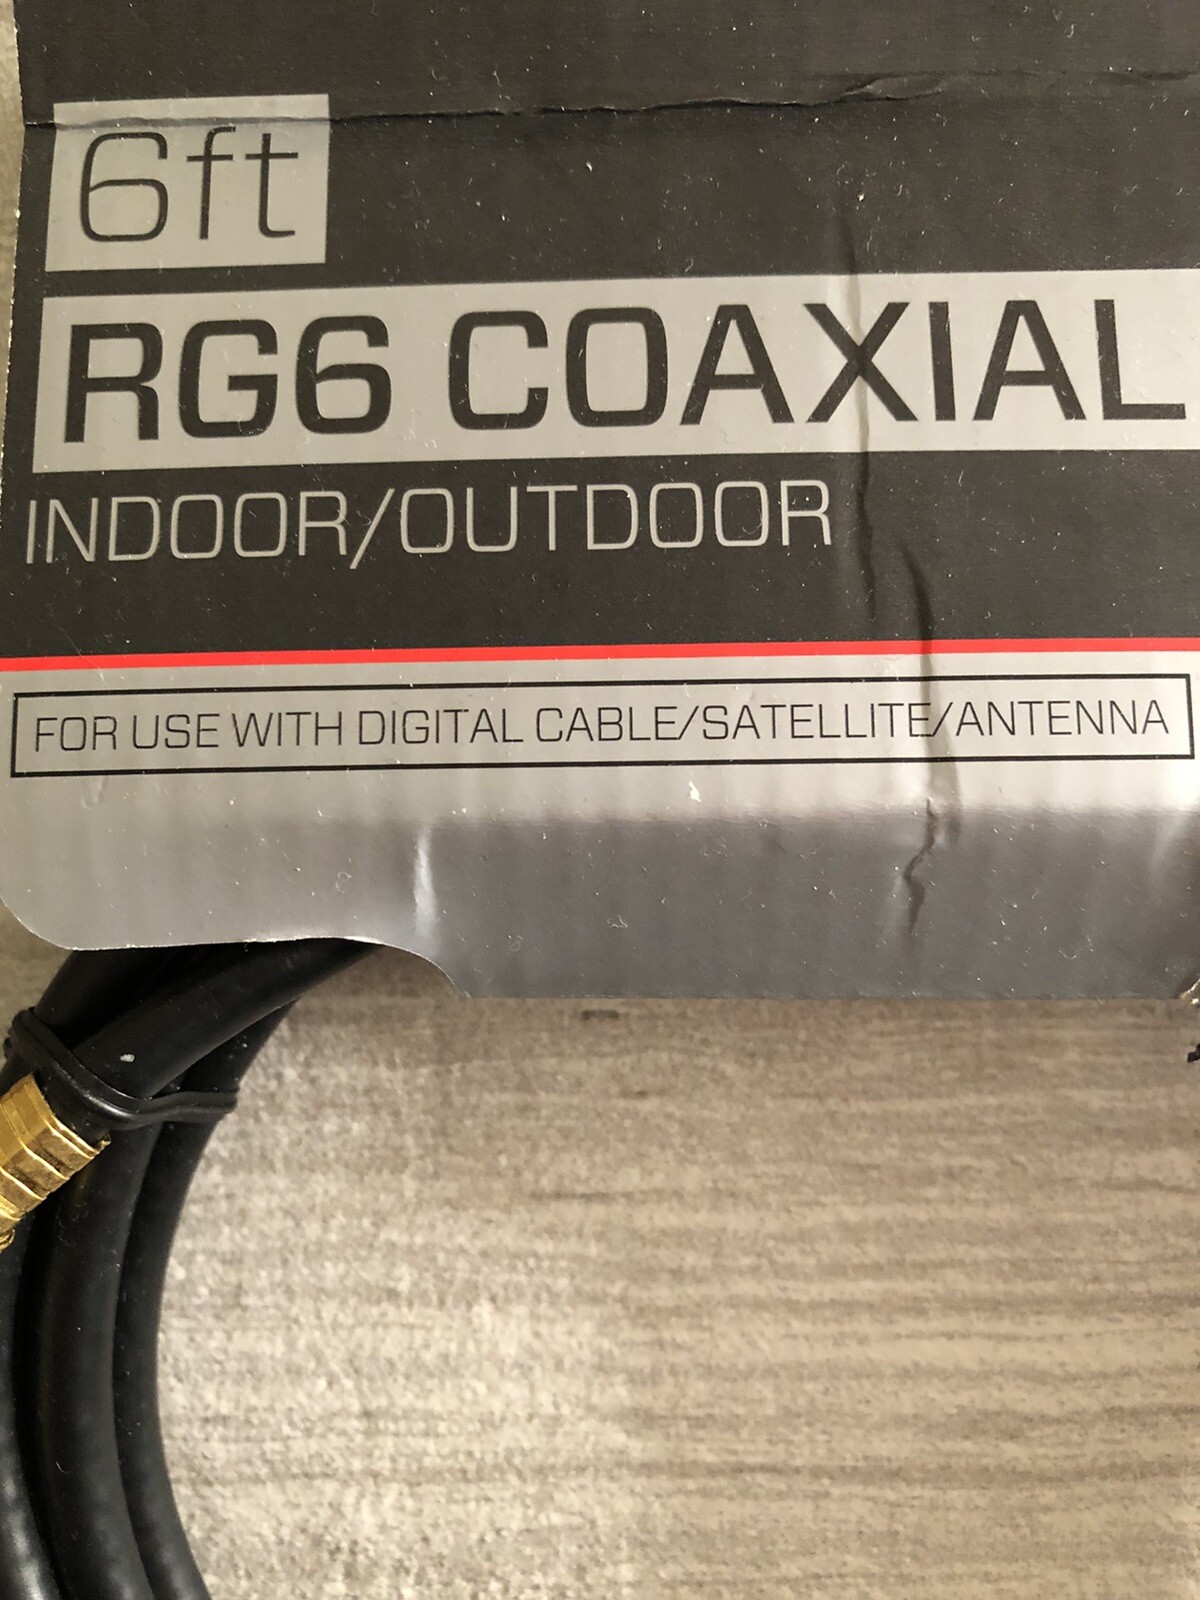 6ft
RG6 COAXIAL
INDOOR/OUTDOOR
FOR USE WITH DIGITAL CABLE/SATELLITE/ANTENNA